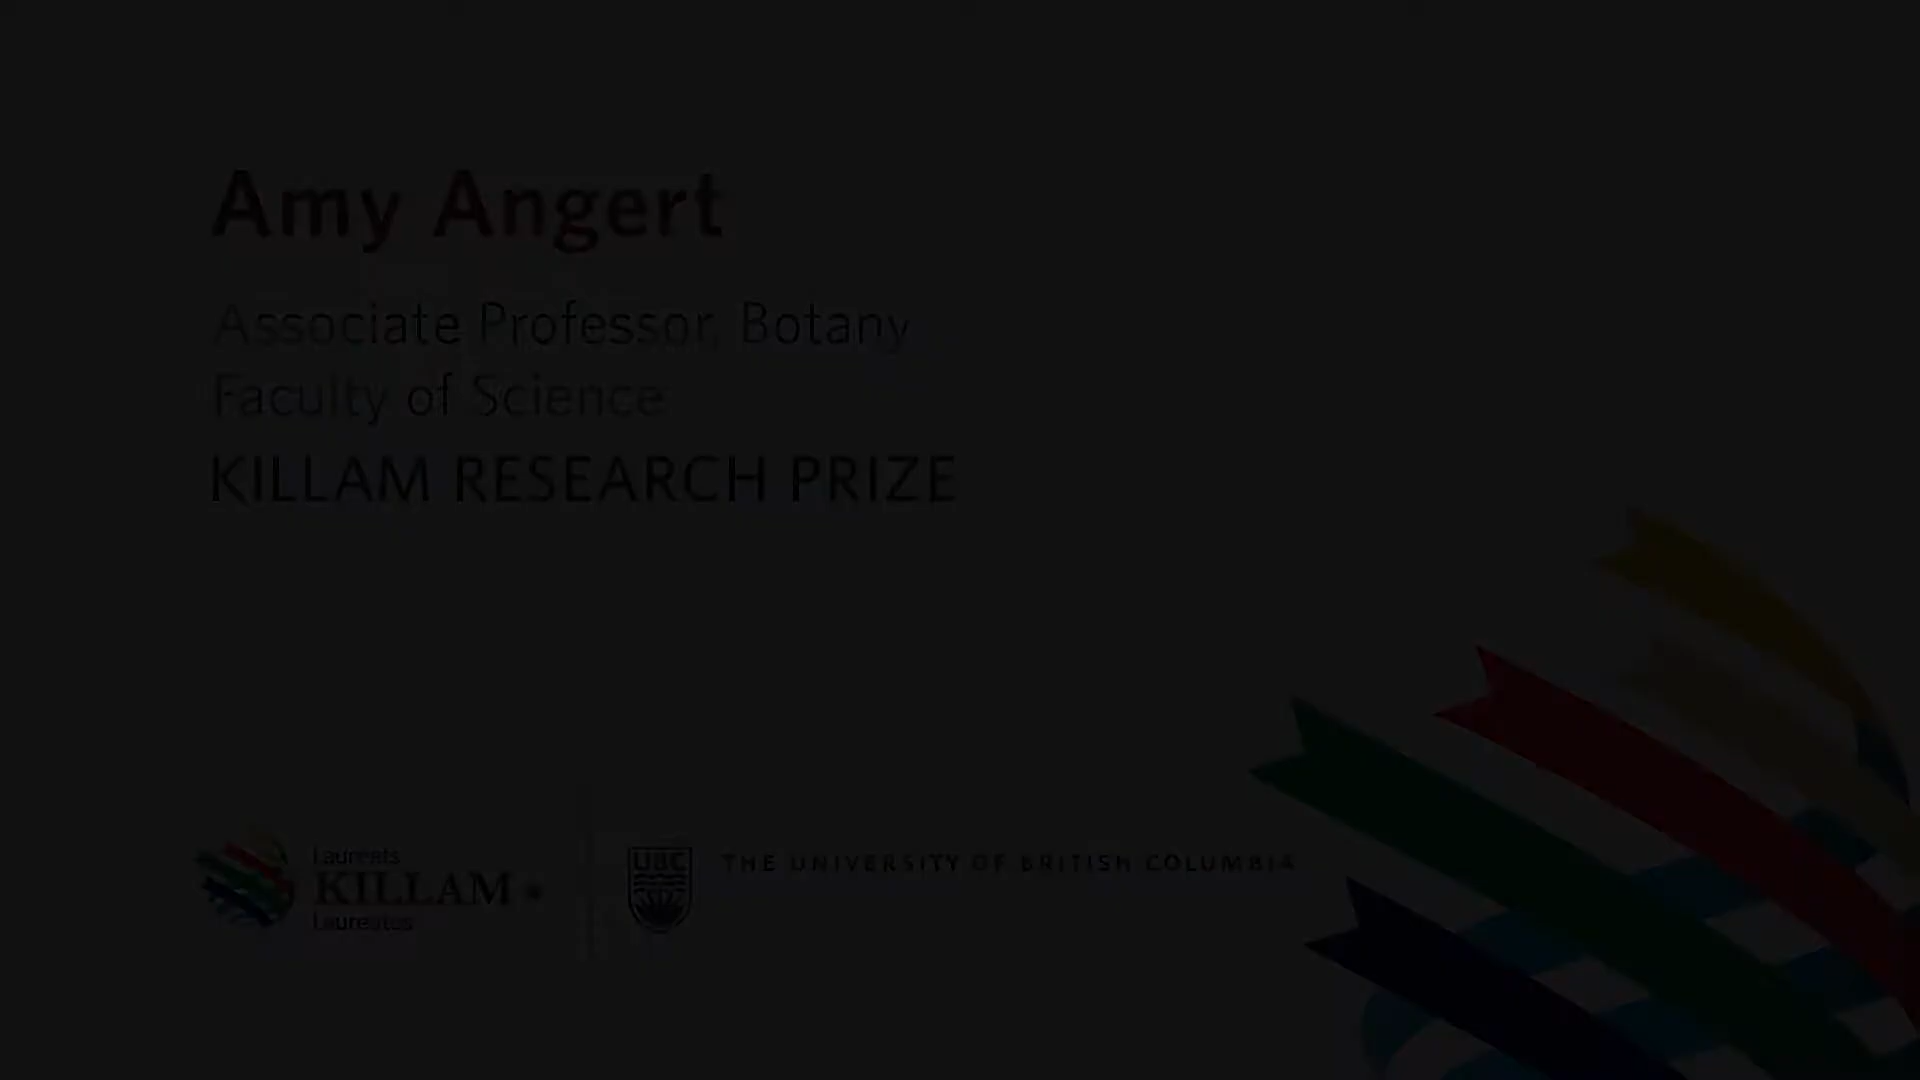 Amy Angert
Associate Professor, Botany
Faculty of Science
KILLAM RESEARCH PRIZE
Laureats
KILLAM
Laureates
UBC
THE UNIVERSITY OF BRITISH COLUMBIA